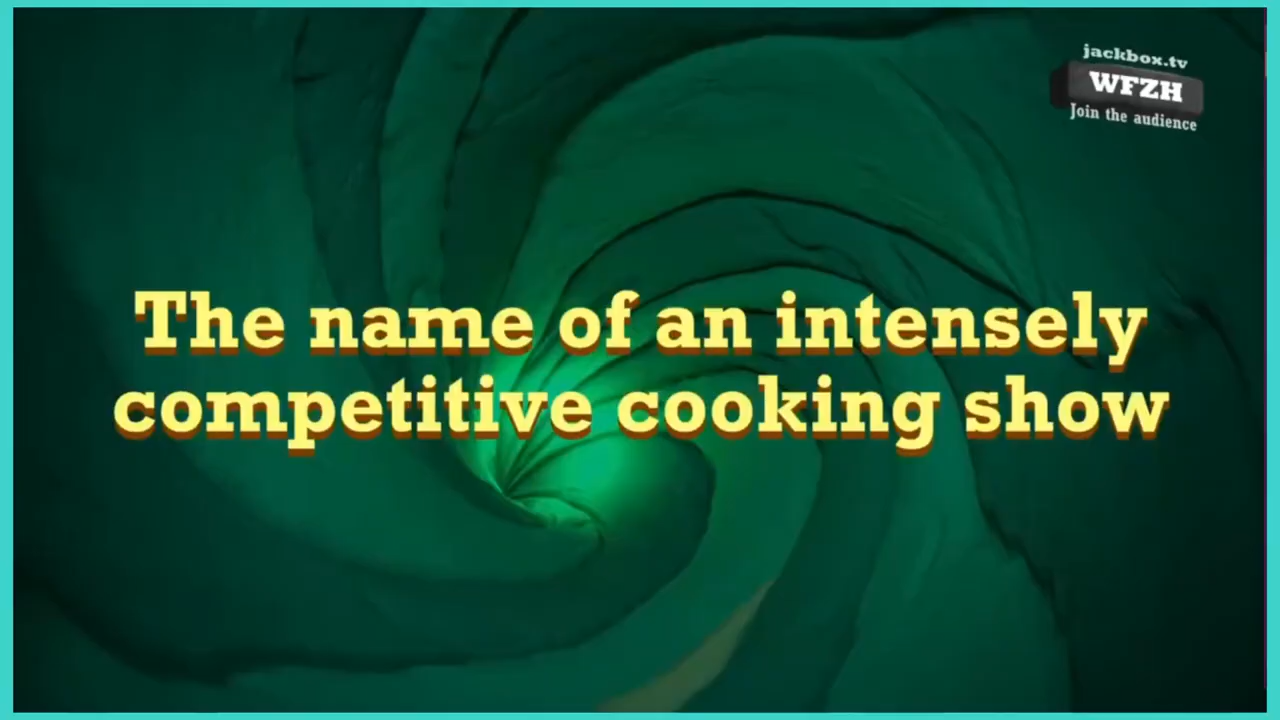 jackbox.tv
WFZH
Join the audience
The name of an intensely
competitive cooking show